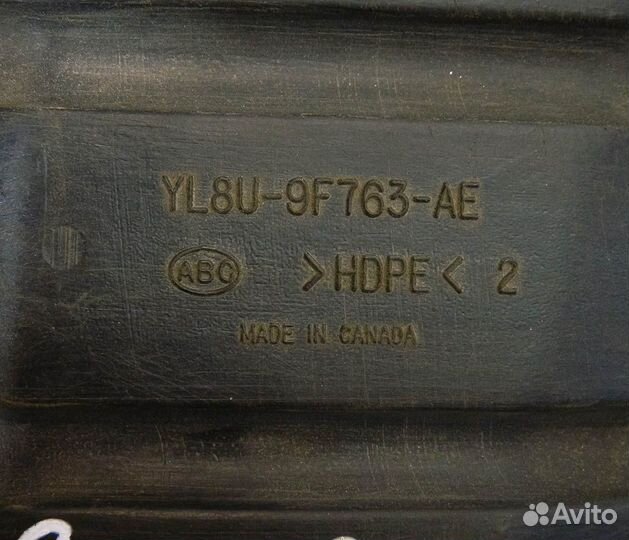 YL8U-9F763-AE
ABC >HDPE< 2
MADE IN CANADA
Avito